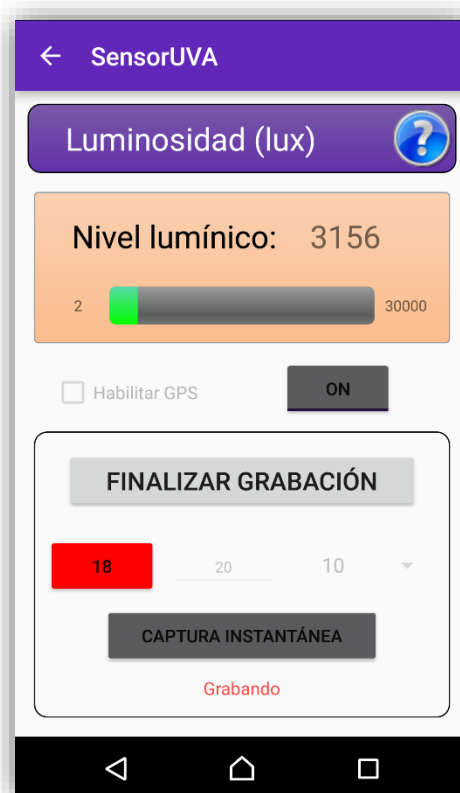 SensorUVA
Luminosidad (lux)
?
Nivel lumínico: 3156
2 30000
Habilitar GPS ON
FINALIZAR GRABACIÓN
18 20 10
CAPTURA INSTANTÁNEA
Grabando